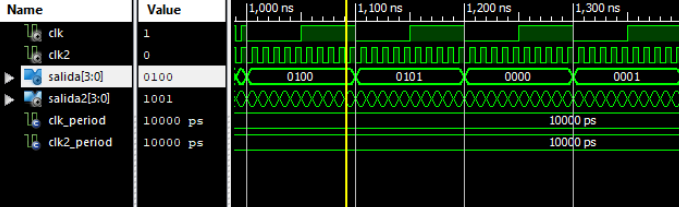 Name Value 1,000 ns 1,100 ns 1,200 ns 1,300 ns
clk 1
clk2 0
salida[3:0] 0100 0100 0101 0000 0001
salida2[3:0] 1001
clk_period 10000 ps 10000 ps
clk2_period 10000 ps 10000 ps